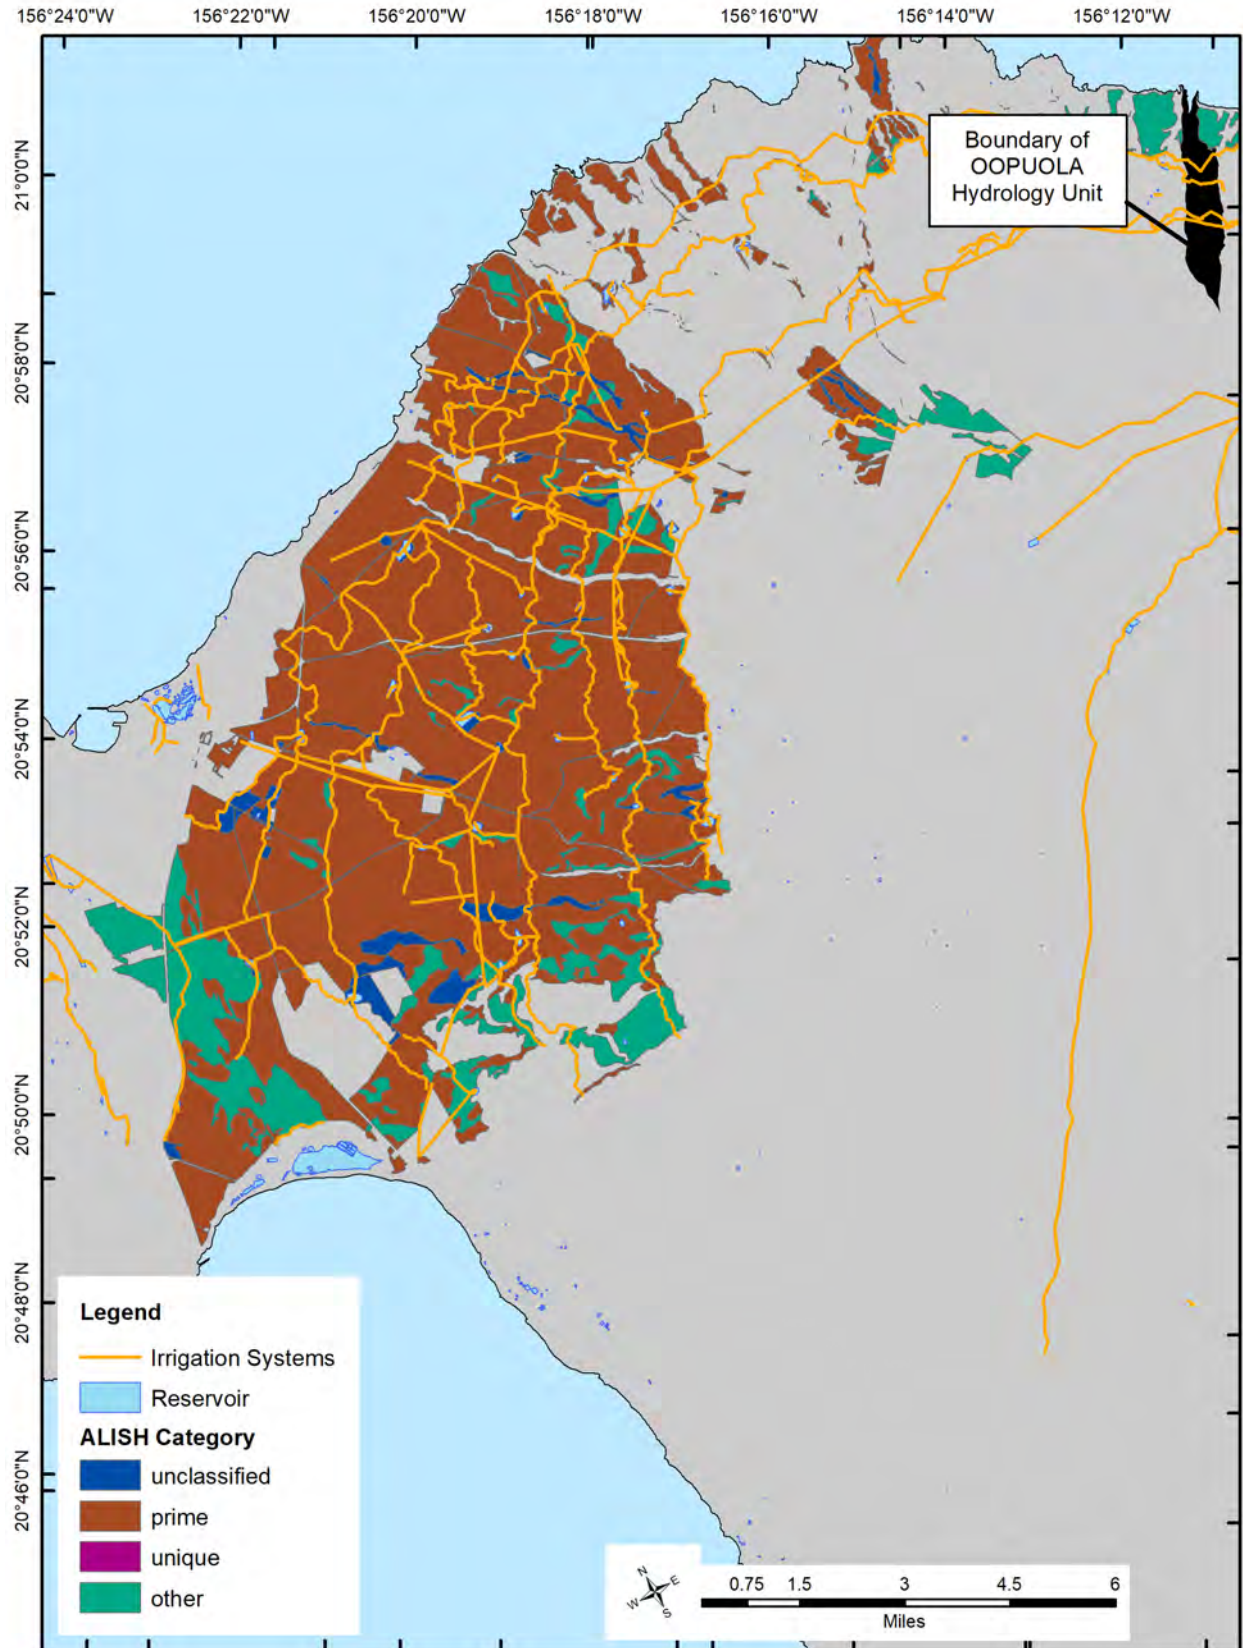 156°24'0"W
156°22'0"W
156°20'0"W
156°18'0"W
156°16'0"W
156°14'0"W
156°12'0"W
21°0'0"N
20°58'0"N
20°56'0"N
20°54'0"N
20°52'0"N
20°50'0"N
20°48'0"N
20°46'0"N
Boundary of
OOPUOLA
Hydrology Unit
Legend
Irrigation Systems
Reservoir
ALISH Category
unclassified
prime
unique
other
N
E
W
S
0.75 1.5 3 4.5 6
Miles